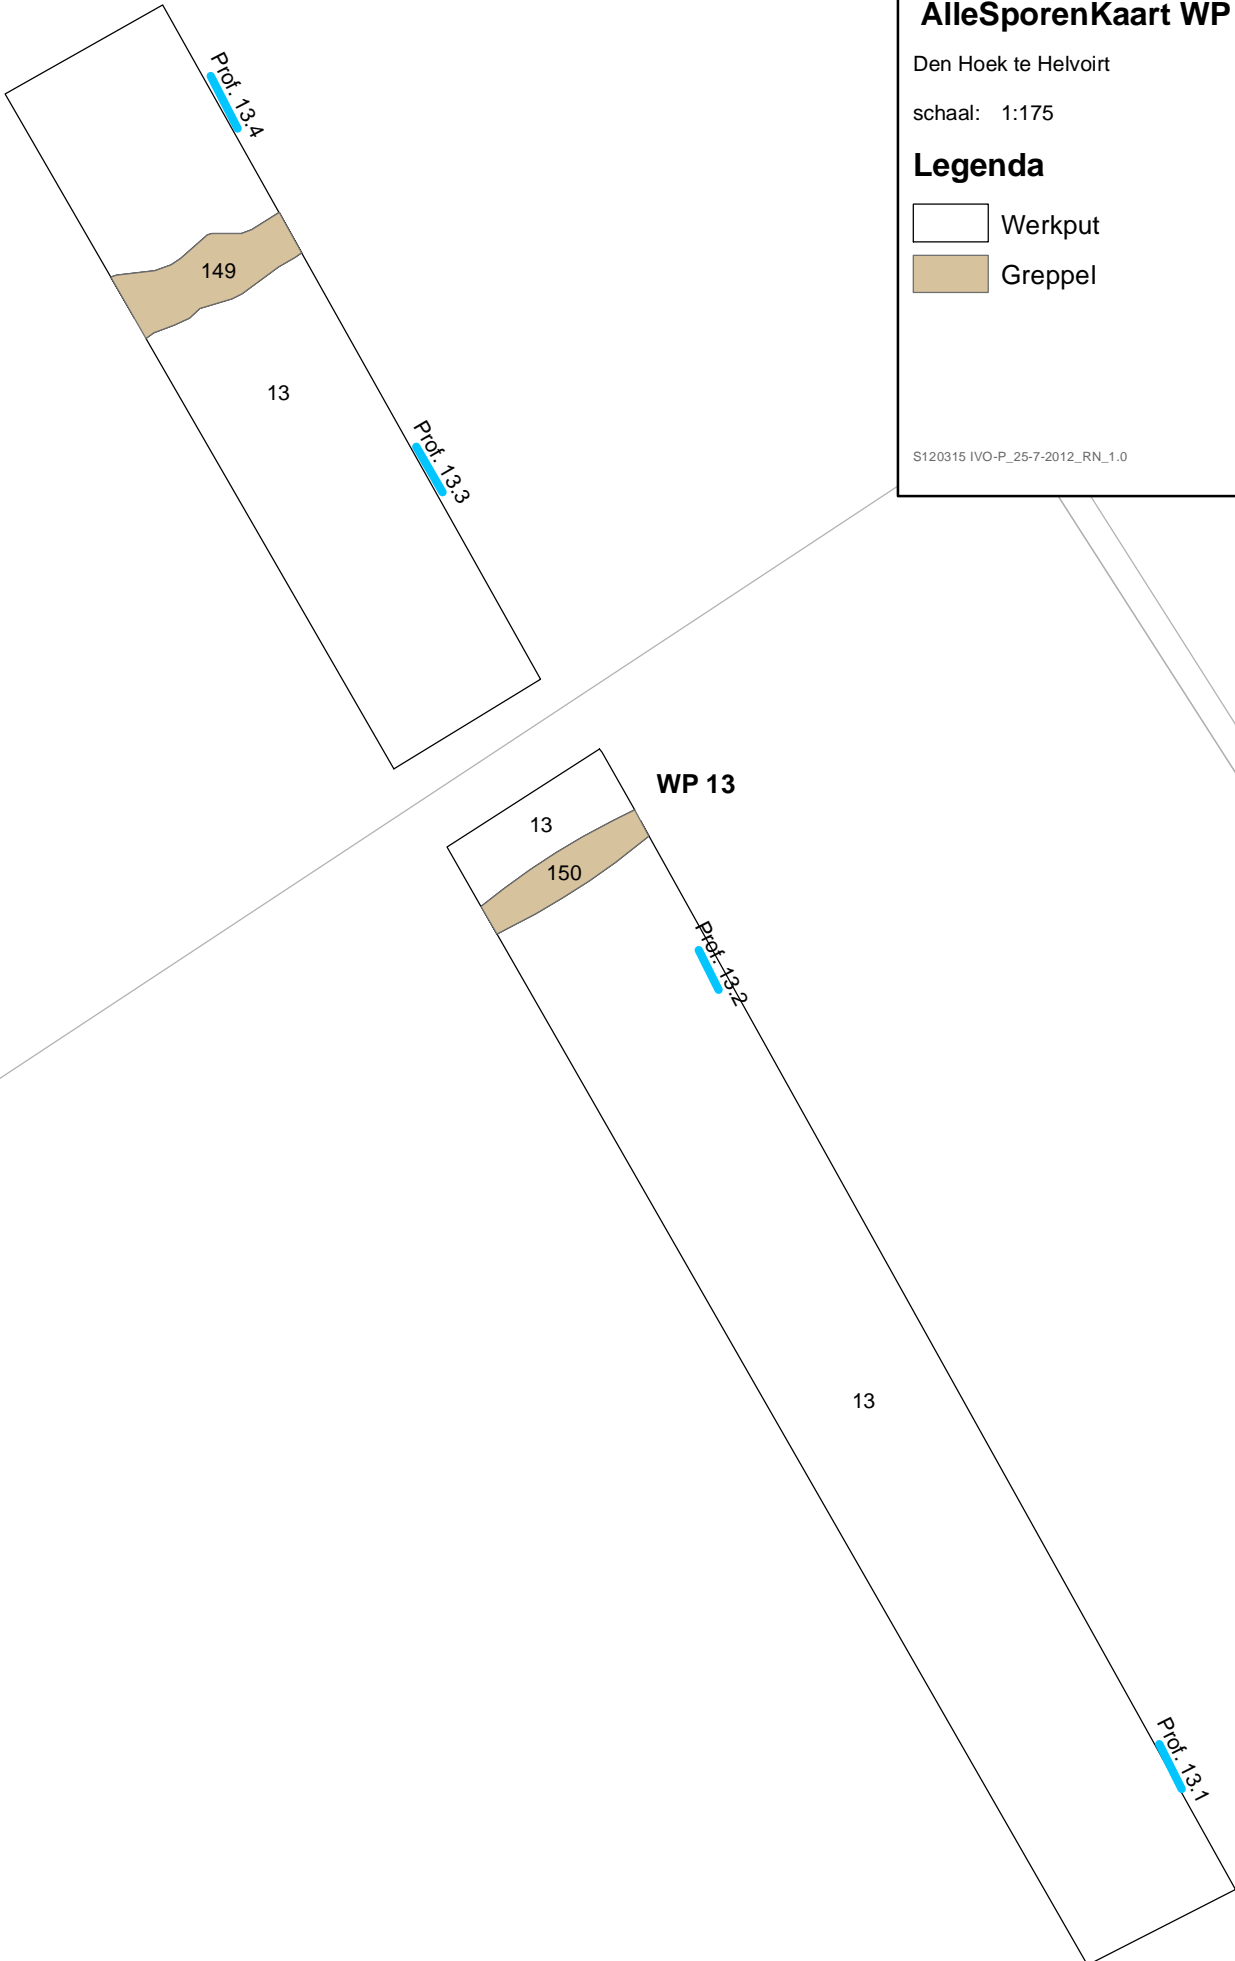 AlleSporenKaart WP
Den Hoek te Helvoirt
schaal: 1:175
Legenda
Werkput
Greppel
S120315 IVO-P_25-7-2012_RN_1.0
Prof. 13.4
149
13
Prof. 13.3
WP 13
13
150
Prof. 13.2
13
Prof. 13.1